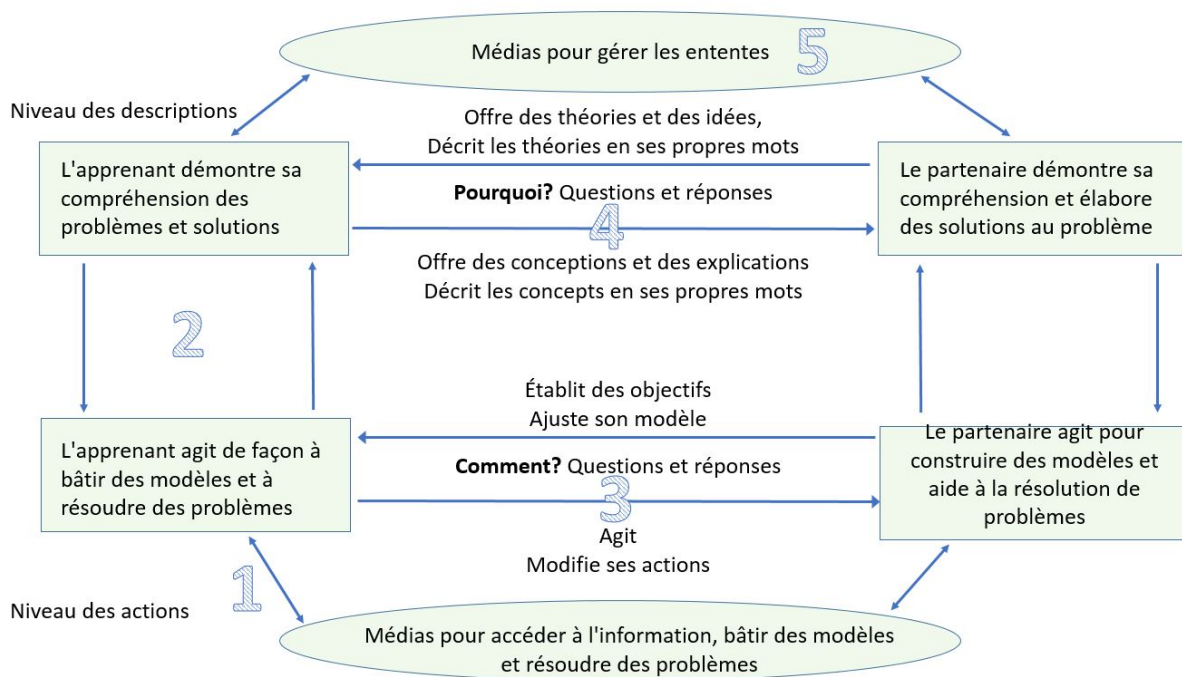 Médias pour gérer les ententes
5
Niveau des descriptions
Offre des théories et des idées,
Décrit les théories en ses propres mots
L'apprenant démontre sa
compréhension des
problèmes et solutions
Pourquoi? Questions et réponses
4
Le partenaire démontre sa
compréhension et élabore
des solutions au problème
Offre des conceptions et des explications
Décrit les concepts en ses propres mots
2
Établit des objectifs
Ajuste son modèle
L'apprenant agit de façon à
bâtir des modèles et à
résoudre des problèmes
Comment? Questions et réponses
3
Le partenaire agit pour
construire des modèles et
aide à la résolution de
problèmes
Agit
Modifie ses actions
1
Niveau des actions
Médias pour accéder à l'information, bâtir des modèles
et résoudre des problèmes